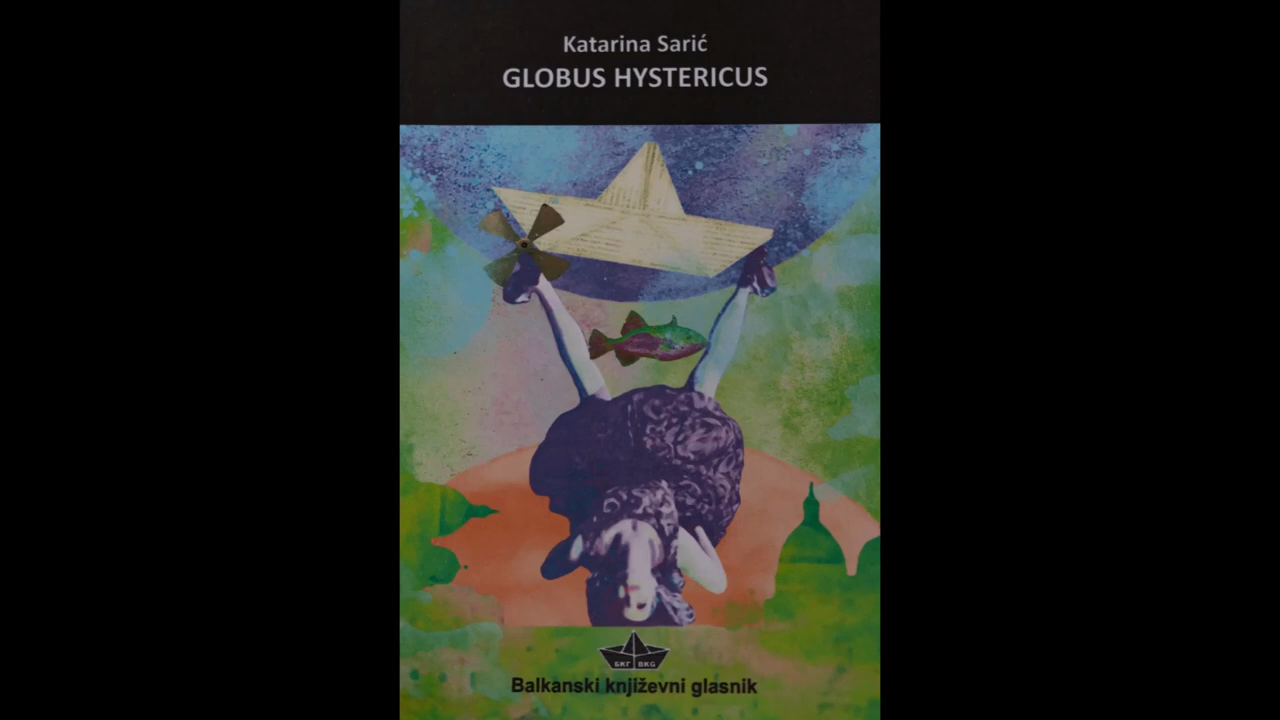 Katarina Sarić
GLOBUS HYSTERICUS
БКГ BKG
Balkanski književni glasnik